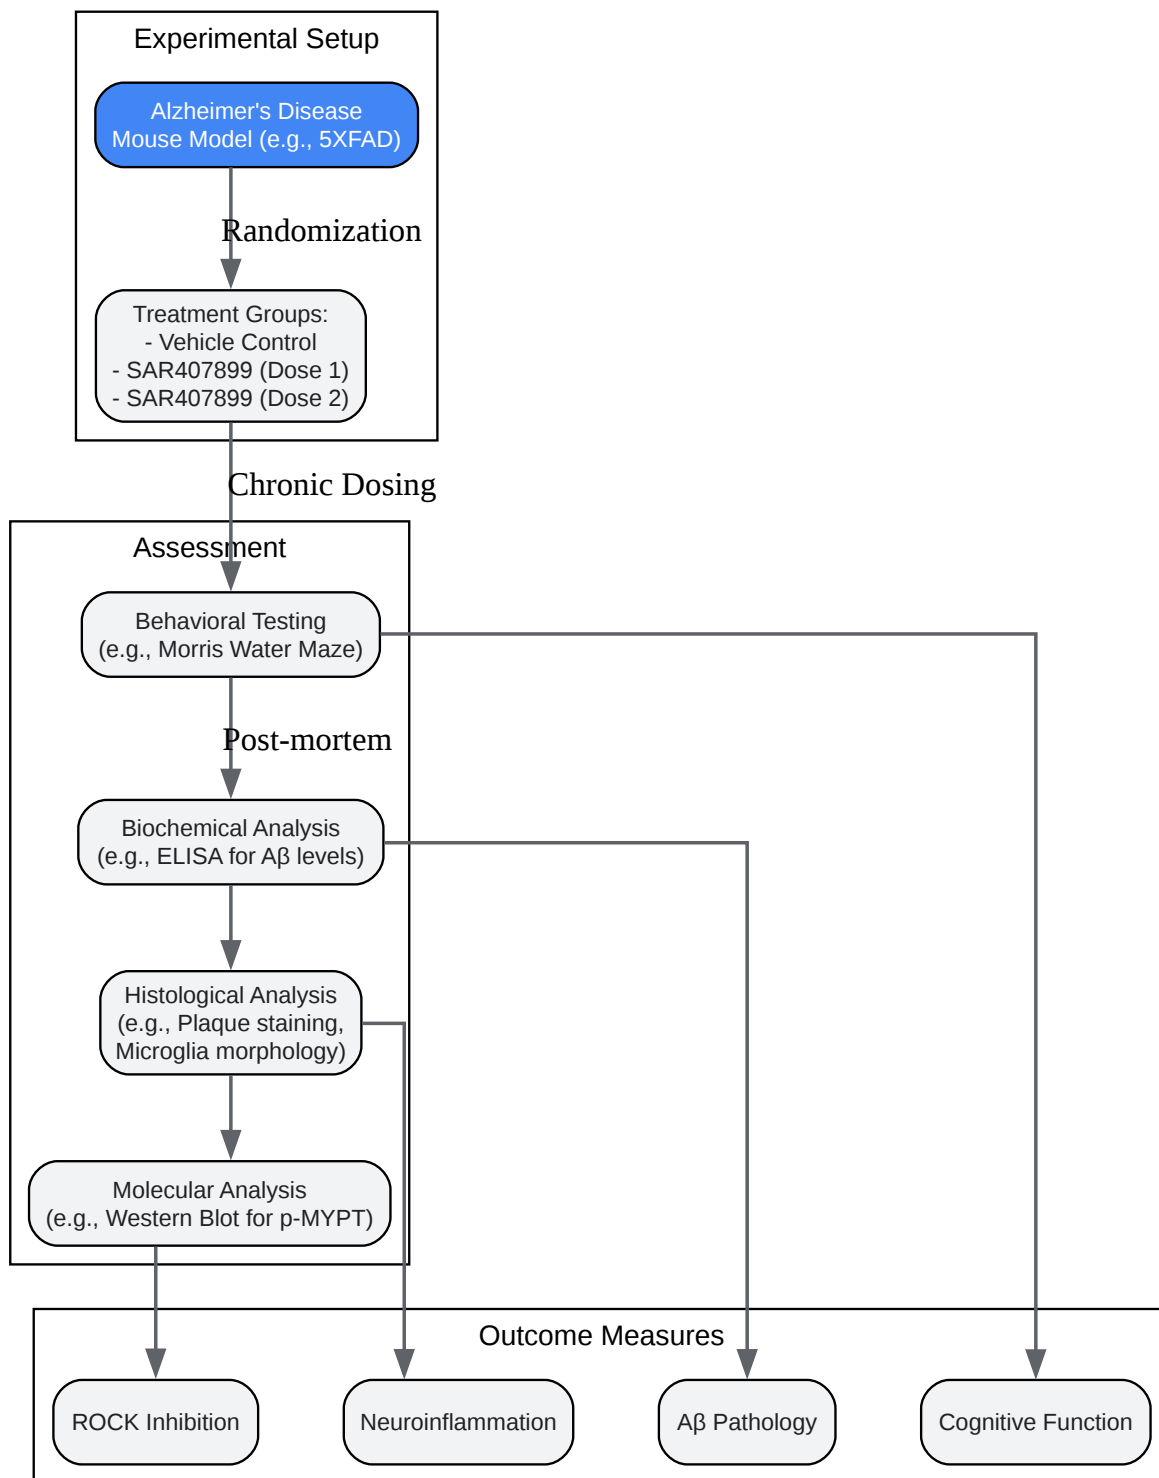 Experimental Setup
Alzheimer's Disease
Mouse Model (e.g., 5XFAD)
Randomization
Treatment Groups:
- Vehicle Control
- SAR407899 (Dose 1)
- SAR407899 (Dose 2)
Chronic Dosing
Assessment
Behavioral Testing
(e.g., Morris Water Maze)
Post-mortem
Biochemical Analysis
(e.g., ELISA for Aβ levels)
Histological Analysis
(e.g., Plaque staining,
Microglia morphology)
Molecular Analysis
(e.g., Western Blot for p-MYPT)
Outcome Measures
ROCK Inhibition
Neuroinflammation
Aβ Pathology
Cognitive Function